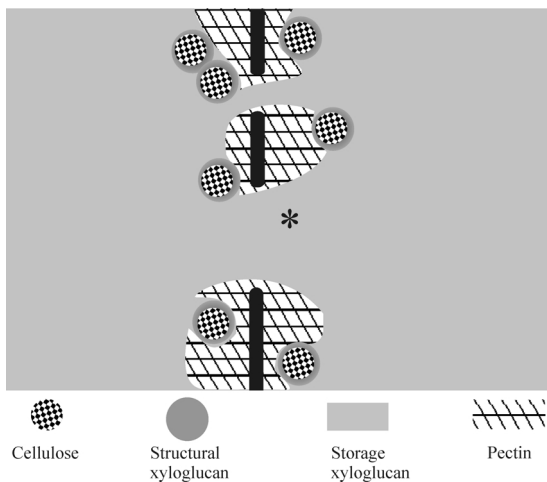 *
Cellulose
Structural
xyloglucan
Storage
xyloglucan
Pectin